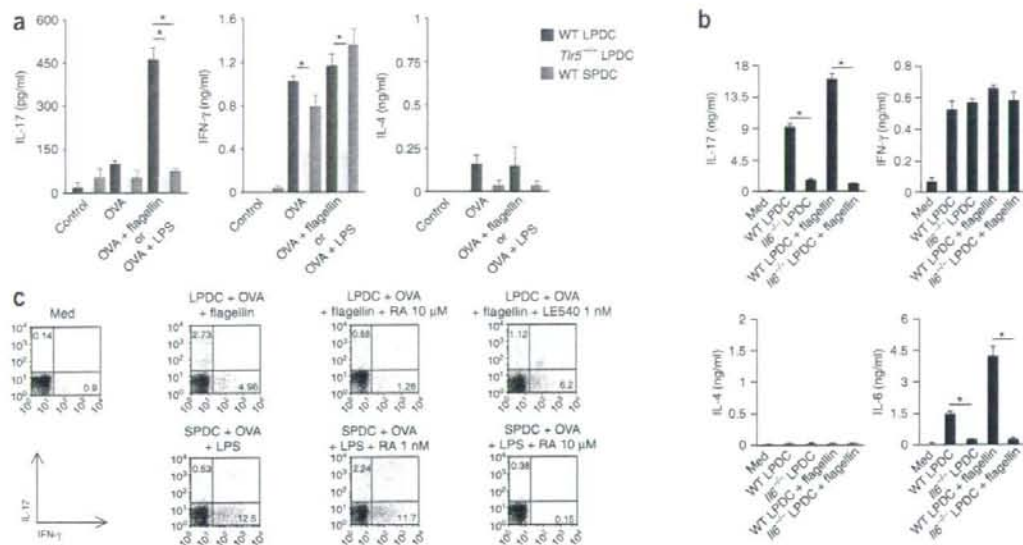 a
600
450
300
150
0
IL-17 (pg/ml)
Control
OVA
OVA + flagellin
or
OVA + LPS
1.6
1.2
0.8
0.4
0
IFN-γ (ng/ml)
Control
OVA
OVA + flagellin
or
OVA + LPS
1
0.75
0.5
0.25
0
IL-4 (ng/ml)
Control
OVA
OVA + flagellin
or
OVA + LPS
* * * * 
WT LPDC
LPDC
WT SPDC
b
18
13.5
9
4.5
0
IL-17 (ng/ml)
* *
Med
WT LPDC
Il6–/– LPDC
WT LPDC + flagellin
Il6–/– LPDC + flagellin
0.8
0.6
0.4
0.2
0
IFN-γ (ng/ml)
Med
WT LPDC
Il6–/– LPDC
WT LPDC + flagellin
Il6–/– LPDC + flagellin
2
1.5
1
0.5
0
IL-4 (ng/ml)
Med
WT LPDC
Il6–/– LPDC
WT LPDC + flagellin
Il6–/– LPDC + flagellin
6
4.5
3
1.5
0
IL-6 (ng/ml)
* *
Med
WT LPDC
Il6–/– LPDC
WT LPDC + flagellin
Il6–/– LPDC + flagellin
c
Med
0.14
0.9
LPDC + OVA
+ flagellin
2.73
4.96
LPDC + OVA
+ flagellin + RA 10 μM
1.26
LPDC + OVA
+ flagellin + LE540 1 nM
1.12
6.2
SPDC + OVA
+ LPS
0.53
12.5
SPDC + OVA
+ LPS + RA 1 nM
2.24
11.7
SPDC + OVA
+ LPS + RA 10 μM
0.38
0.15
IL-17
IFN-γ